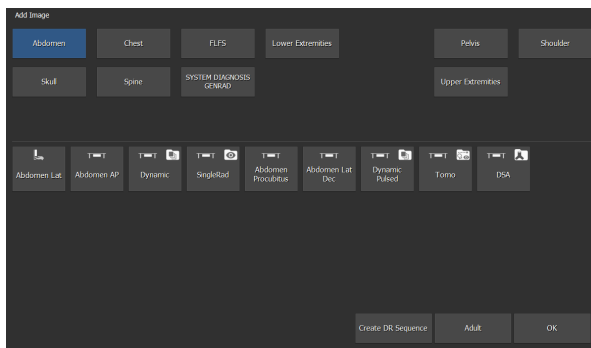 Add Image
Abdomen
Chest
FLFS
Lower Extremities
Pelvis
Shoulder
Skull
Spine
SYSTEM DIAGNOSIS
GENRAD
Upper Extremities
Abdomen Lat
Abdomen AP
Dynamic
SingleRad
Abdomen
Procubitus
Abdomen Lat
Dec
Dynamic
Pulsed
Tomo
DSA
Create DR Sequence
Adult
OK